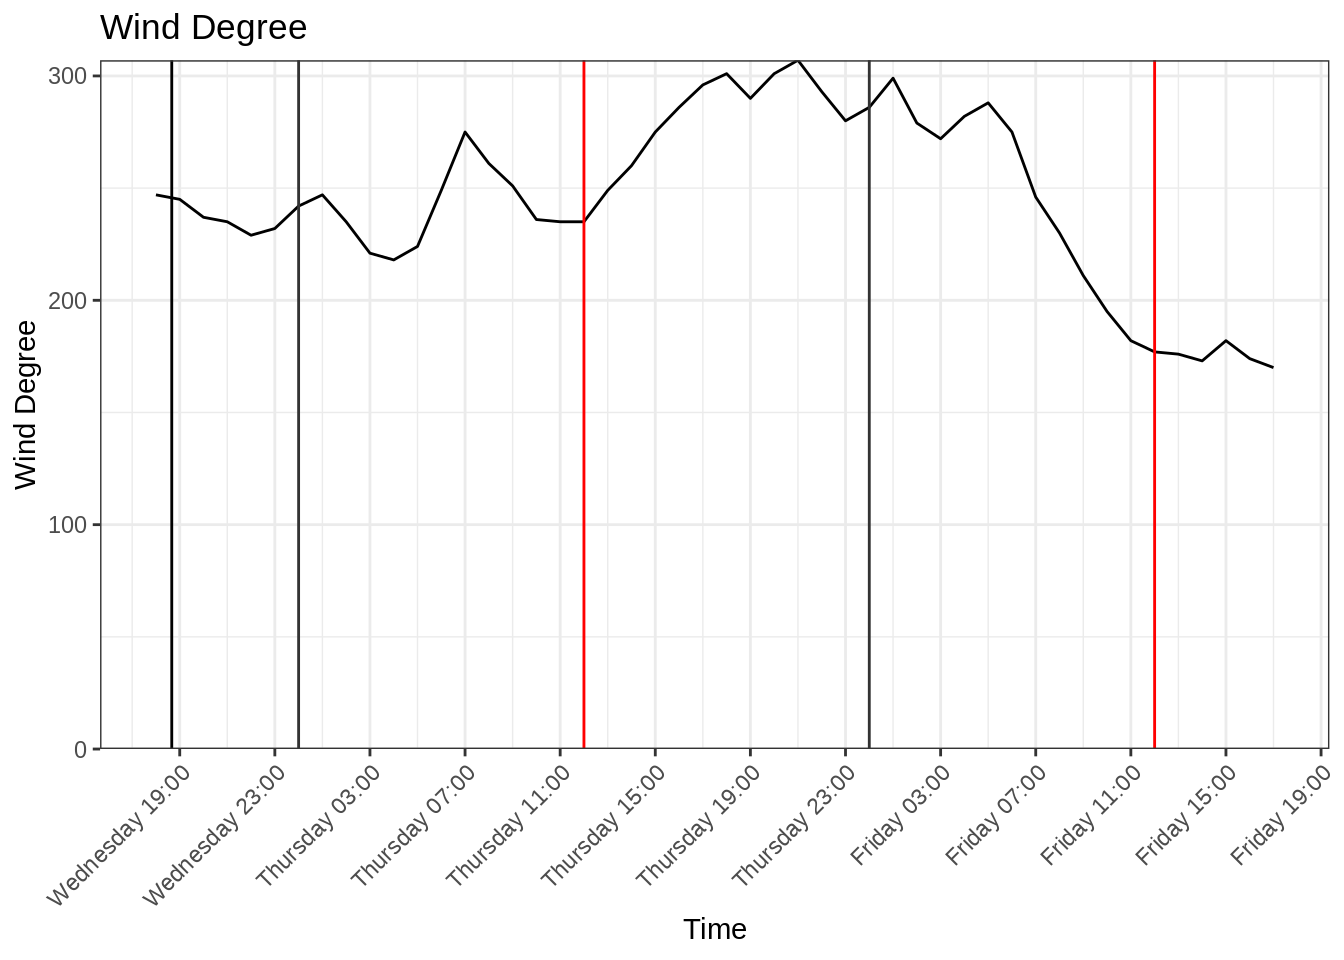 Wind Degree
300
200
100
0
Wind Degree
Wednesday 19:00
Wednesday 23:00
Thursday 03:00
Thursday 07:00
Thursday 11:00
Thursday 15:00
Thursday 19:00
Thursday 23:00
Friday 03:00
Friday 07:00
Friday 11:00
Friday 15:00
Friday 19:00
Time